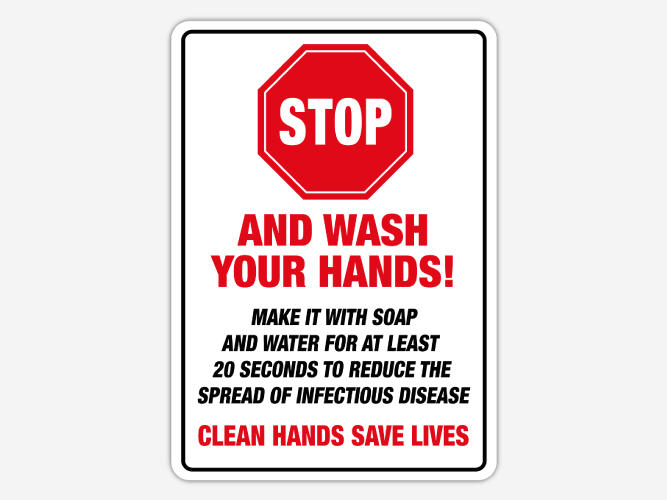 STOP
AND WASH
YOUR HANDS!
MAKE IT WITH SOAP
AND WATER FOR AT LEAST
20 SECONDS TO REDUCE THE
SPREAD OF INFECTIOUS DISEASE
CLEAN HANDS SAVE LIVES